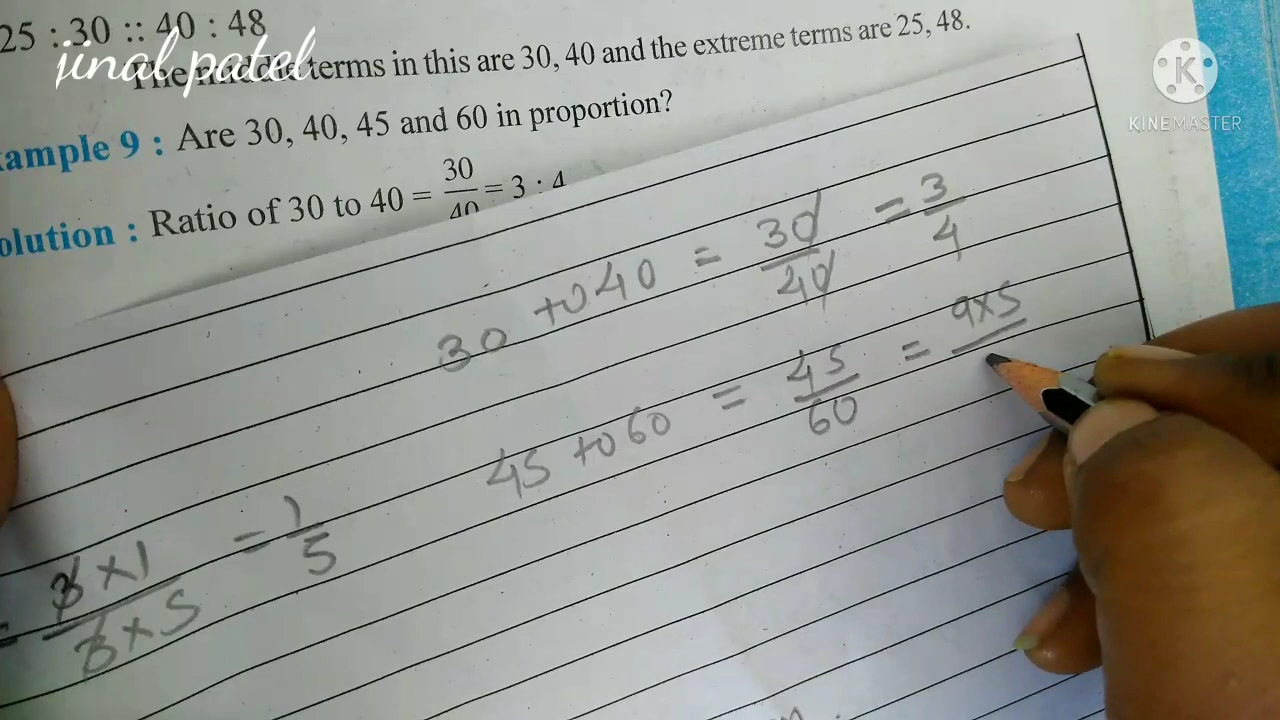 25 : 30 :: 40 : 48
jinal patel
The middle terms in this are 30, 40 and the extreme terms are 25, 48.
K
KINEMASTER
xample 9 : Are 30, 40, 45 and 60 in proportion?
olution : Ratio of 30 to 40 = 30/40 = 3 : 4
30 to 40 = 30/40 = 3/4
45 to 60 = 45/60 = 9×5
= 3×1/3×5 = 1/5